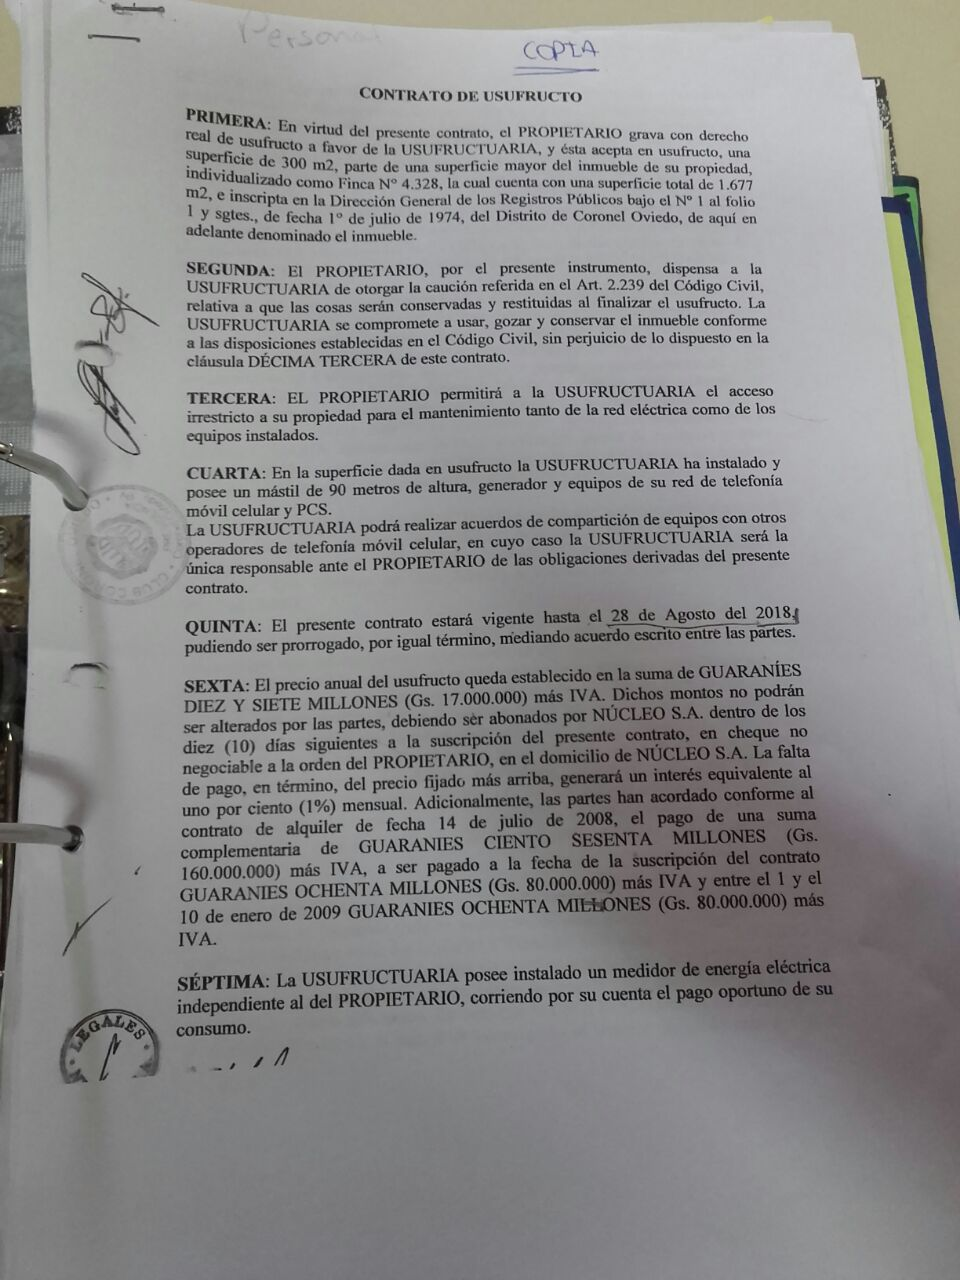 Personal
COPIA
CONTRATO DE USUFRUCTO
PRIMERA: En virtud del presente contrato, el PROPIETARIO grava con derecho
real de usufructo a favor de la USUFRUCTUARIA, y ésta acepta en usufructo, una
superficie de 300 m2, parte de una superficie mayor del inmueble de su propiedad,
individualizado como Finca Nº 4.328, la cual cuenta con una superficie total de 1.677
m2, e inscripta en la Dirección General de los Registros Públicos bajo el Nº 1 al folio
1 y sgtes., de fecha 1º de julio de 1974, del Distrito de Coronel Oviedo, de aquí en
adelante denominado el inmueble.
SEGUNDA: El PROPIETARIO, por el presente instrumento, dispensa a la
USUFRUCTUARIA de otorgar la caución referida en el Art. 2.239 del Código Civil,
relativa a que las cosas serán conservadas y restituidas al finalizar el usufructo. La
USUFRUCTUARIA se compromete a usar, gozar y conservar el inmueble conforme
a las disposiciones establecidas en el Código Civil, sin perjuicio de lo dispuesto en la
cláusula DÉCIMA TERCERA de este contrato.
TERCERA: EL PROPIETARIO permitirá a la USUFRUCTUARIA el acceso
irrestricto a su propiedad para el mantenimiento tanto de la red eléctrica como de los
equipos instalados.
CUARTA: En la superficie dada en usufructo la USUFRUCTUARIA ha instalado y
posee un mástil de 90 metros de altura, generador y equipos de su red de telefonía
móvil celular y PCS.
La USUFRUCTUARIA podrá realizar acuerdos de compartición de equipos con otros
operadores de telefonía móvil celular, en cuyo caso la USUFRUCTUARIA será la
única responsable ante el PROPIETARIO de las obligaciones derivadas del presente
contrato.
QUINTA: El presente contrato estará vigente hasta el 28 de Agosto del 2018,
pudiendo ser prorrogado, por igual término, mediando acuerdo escrito entre las partes.
SEXTA: El precio anual del usufructo queda establecido en la suma de GUARANÍES
DIEZ Y SIETE MILLONES (Gs. 17.000.000) más IVA. Dichos montos no podrán
ser alterados por las partes, debiendo ser abonados por NÚCLEO S.A. dentro de los
diez (10) días siguientes a la suscripción del presente contrato, en cheque no
negociable a la orden del PROPIETARIO, en el domicilio de NÚCLEO S.A. La falta
de pago, en término, del precio fijado más arriba, generará un interés equivalente al
uno por ciento (1%) mensual. Adicionalmente, las partes han acordado conforme al
contrato de alquiler de fecha 14 de julio de 2008, el pago de una suma
complementaria de GUARANIES CIENTO SESENTA MILLONES (Gs.
160.000.000) más IVA, a ser pagado a la fecha de la suscripción del contrato
GUARANIES OCHENTA MILLONES (Gs. 80.000.000) más IVA y entre el 1 y el
10 de enero de 2009 GUARANIES OCHENTA MILLONES (Gs. 80.000.000) más
IVA.
SÉPTIMA: La USUFRUCTUARIA posee instalado un medidor de energía eléctrica
independiente al del PROPIETARIO, corriendo por su cuenta el pago oportuno de su
consumo.
LEGALES